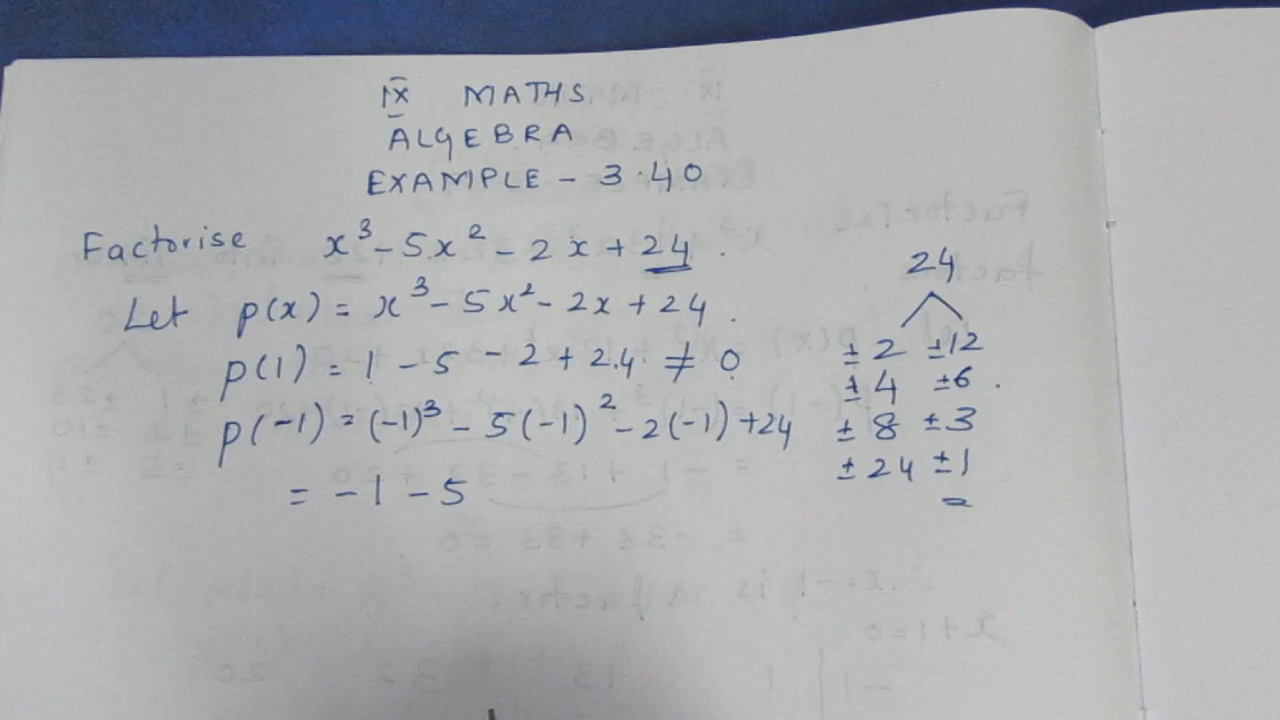 IX MATHS
ALGEBRA
EXAMPLE - 3.40
Factorise x³ - 5x² - 2x + 24.
Let p(x) = x³ - 5x² - 2x + 24.
p(1) = 1 - 5 - 2 + 24 ≠ 0
p(-1) = (-1)³ - 5(-1)² - 2(-1) + 24
= -1 - 5
24
±2 ±12
±4 ±6.
±8 ±3
±24 ±1